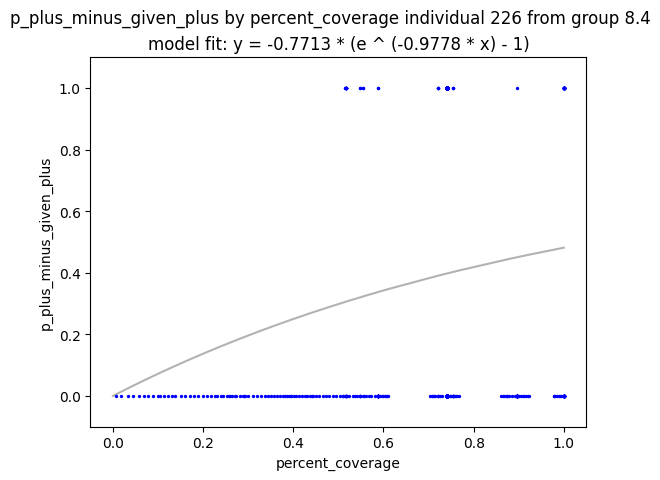 p_plus_minus_given_plus by percent_coverage individual 226 from group 8.4
model fit: y = -0.7713 * (e ^ (-0.9778 * x) - 1)
p_plus_minus_given_plus
1.0
0.8
0.6
0.4
0.2
0.0
0.0 0.2 0.4 0.6 0.8 1.0
percent_coverage